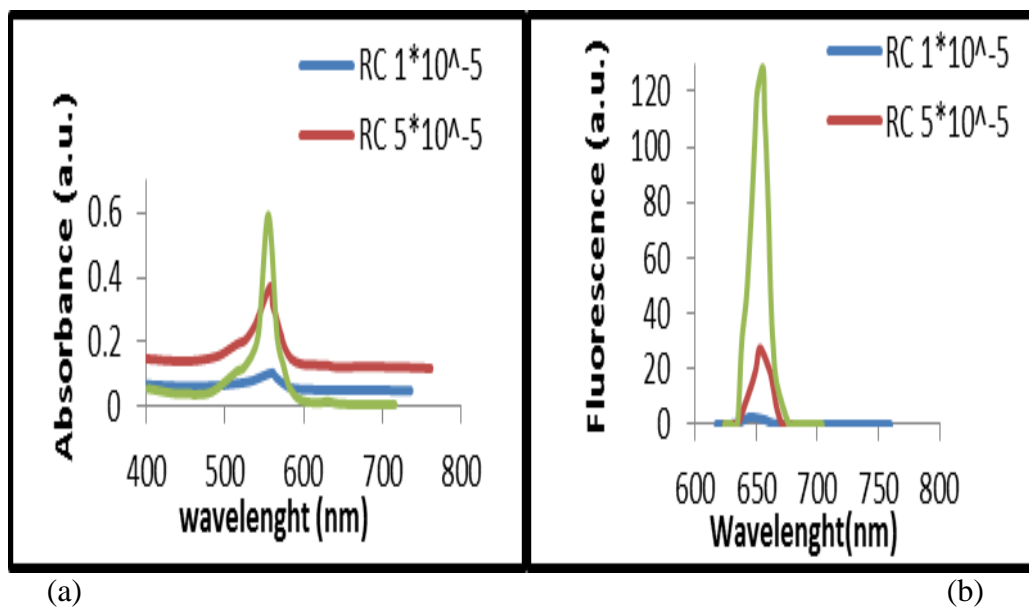 Absorbance (a.u.)
RC 1*10^-5
RC 5*10^-5
0.6
0.4
0.2
0
400 500 600 700 800
wavelenght (nm)
Fluorescence (a.u.)
RC 1*10^-5
RC 5*10^-5
120
100
80
60
40
20
0
600 650 700 750 800
Wavelenght(nm)
(a) (b)